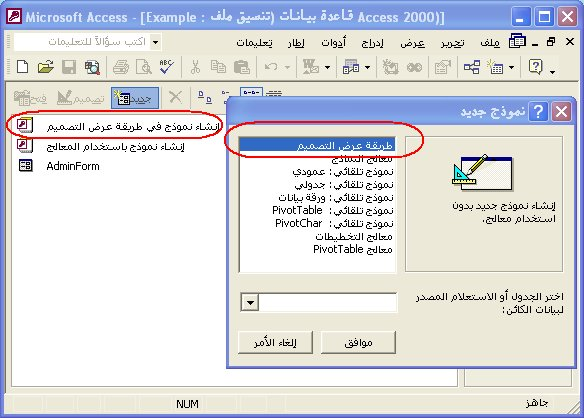 Microsoft Access - [Example : قاعدة بيانات (تنسيق ملف Access 2000)]
ملف تحرير عرض إدراج أدوات إطار تعليمات
اكتب سؤالاً للتعليمات
فتح تصميم جديد
إنشاء نموذج في طريقة عرض التصميم
إنشاء نموذج باستخدام المعالج
AdminForm
نموذج جديد
طريقة عرض التصميم
معالج النماذج
نموذج تلقائي: عمودي
نموذج تلقائي: جدولي
نموذج تلقائي: ورقة بيانات
نموذج تلقائي: PivotTable
نموذج تلقائي: PivotChar
معالج التخطيطات
معالج PivotTable
إنشاء نموذج جديد بدون
استخدام معالج.
اختر الجدول أو الاستعلام المصدر
لبيانات الكائن:
موافق
إلغاء الأمر
جاهز
NUM